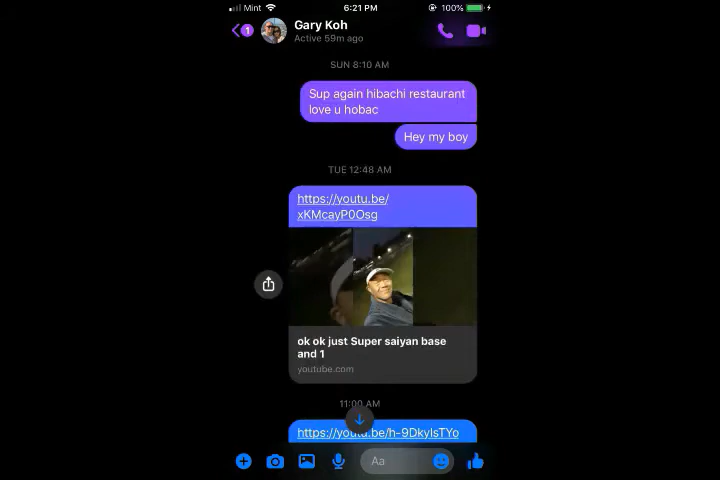 Mint 6:21 PM 100%
1 Gary Koh
Active 59m ago
SUN 8:10 AM
Sup again hibachi restaurant
love u hobac
Hey my boy
TUE 12:48 AM
https://youtu.be/
xKMcayP0Osg
ok ok just Super saiyan base
and 1
youtube.com
11:00 AM
https://youtu.be/h-9DkyIsTYo
Aa